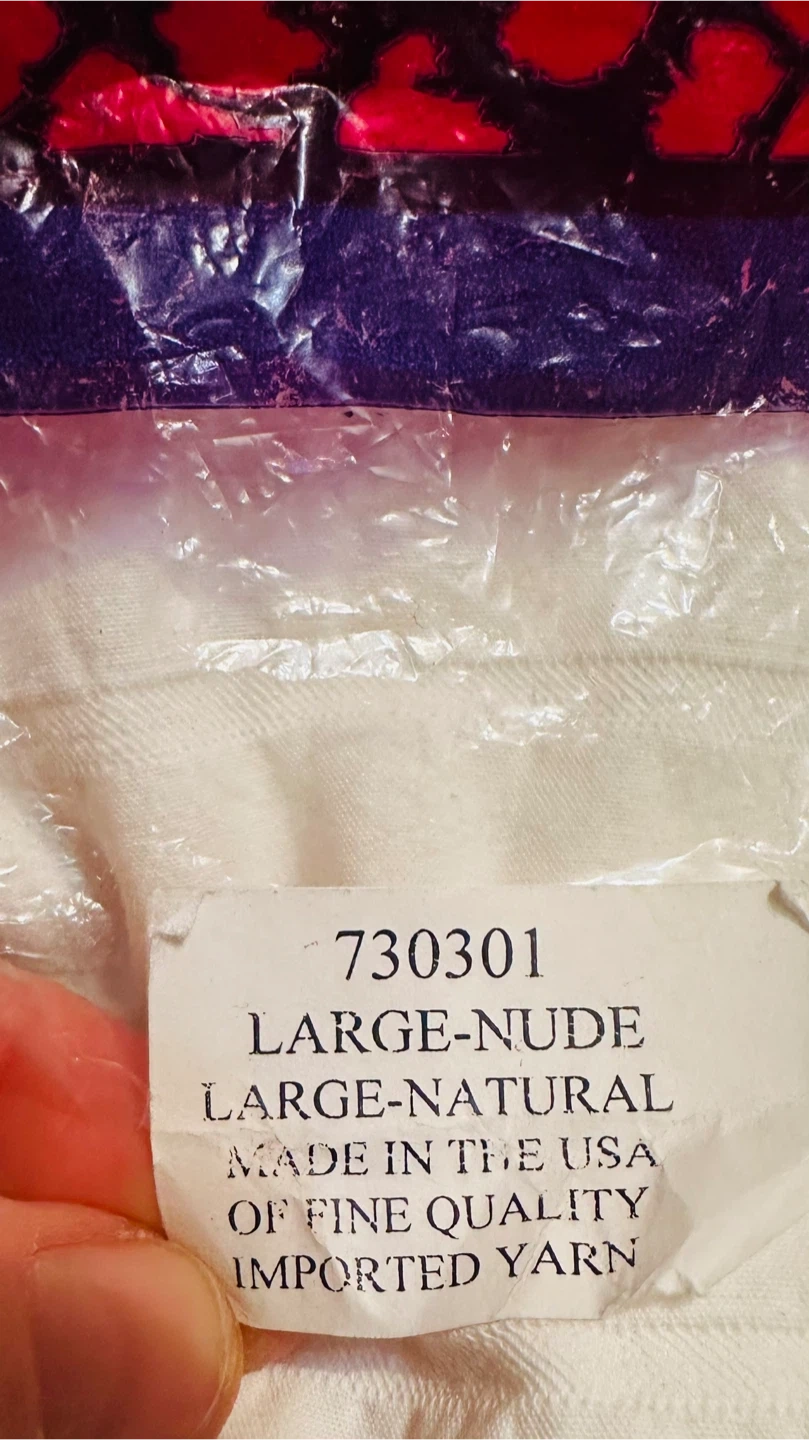 730301
LARGE-NUDE
LARGE-NATURAL
MADE IN THE USA
OF FINE QUALITY
IMPORTED YARN